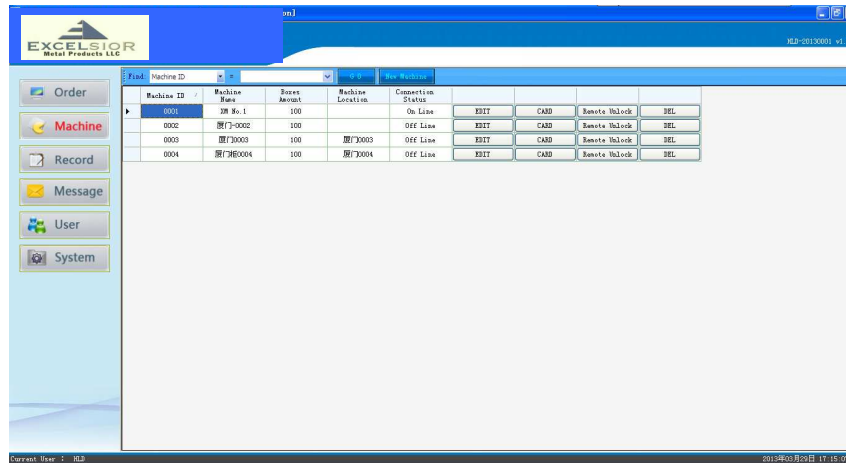 on]
EXCELSIOR
Metal Products LLC
HLD-20130001 v1
Find: Machine ID = G O New Machine
Machine ID / Machine Name Boxes Amount Machine Location Connection Status
0001 XM No.1 100 On Line EDIT CARD Remote Unlock DEL
0002 厦门-0002 100 Off Line EDIT CARD Remote Unlock DEL
0003 厦门0003 100 厦门0003 Off Line EDIT CARD Remote Unlock DEL
0004 厦门柜0004 100 厦门0004 Off Line EDIT CARD Remote Unlock DEL
Order
Machine
Record
Message
User
System
Current User : HLD
2013年03月29日 17:15:0